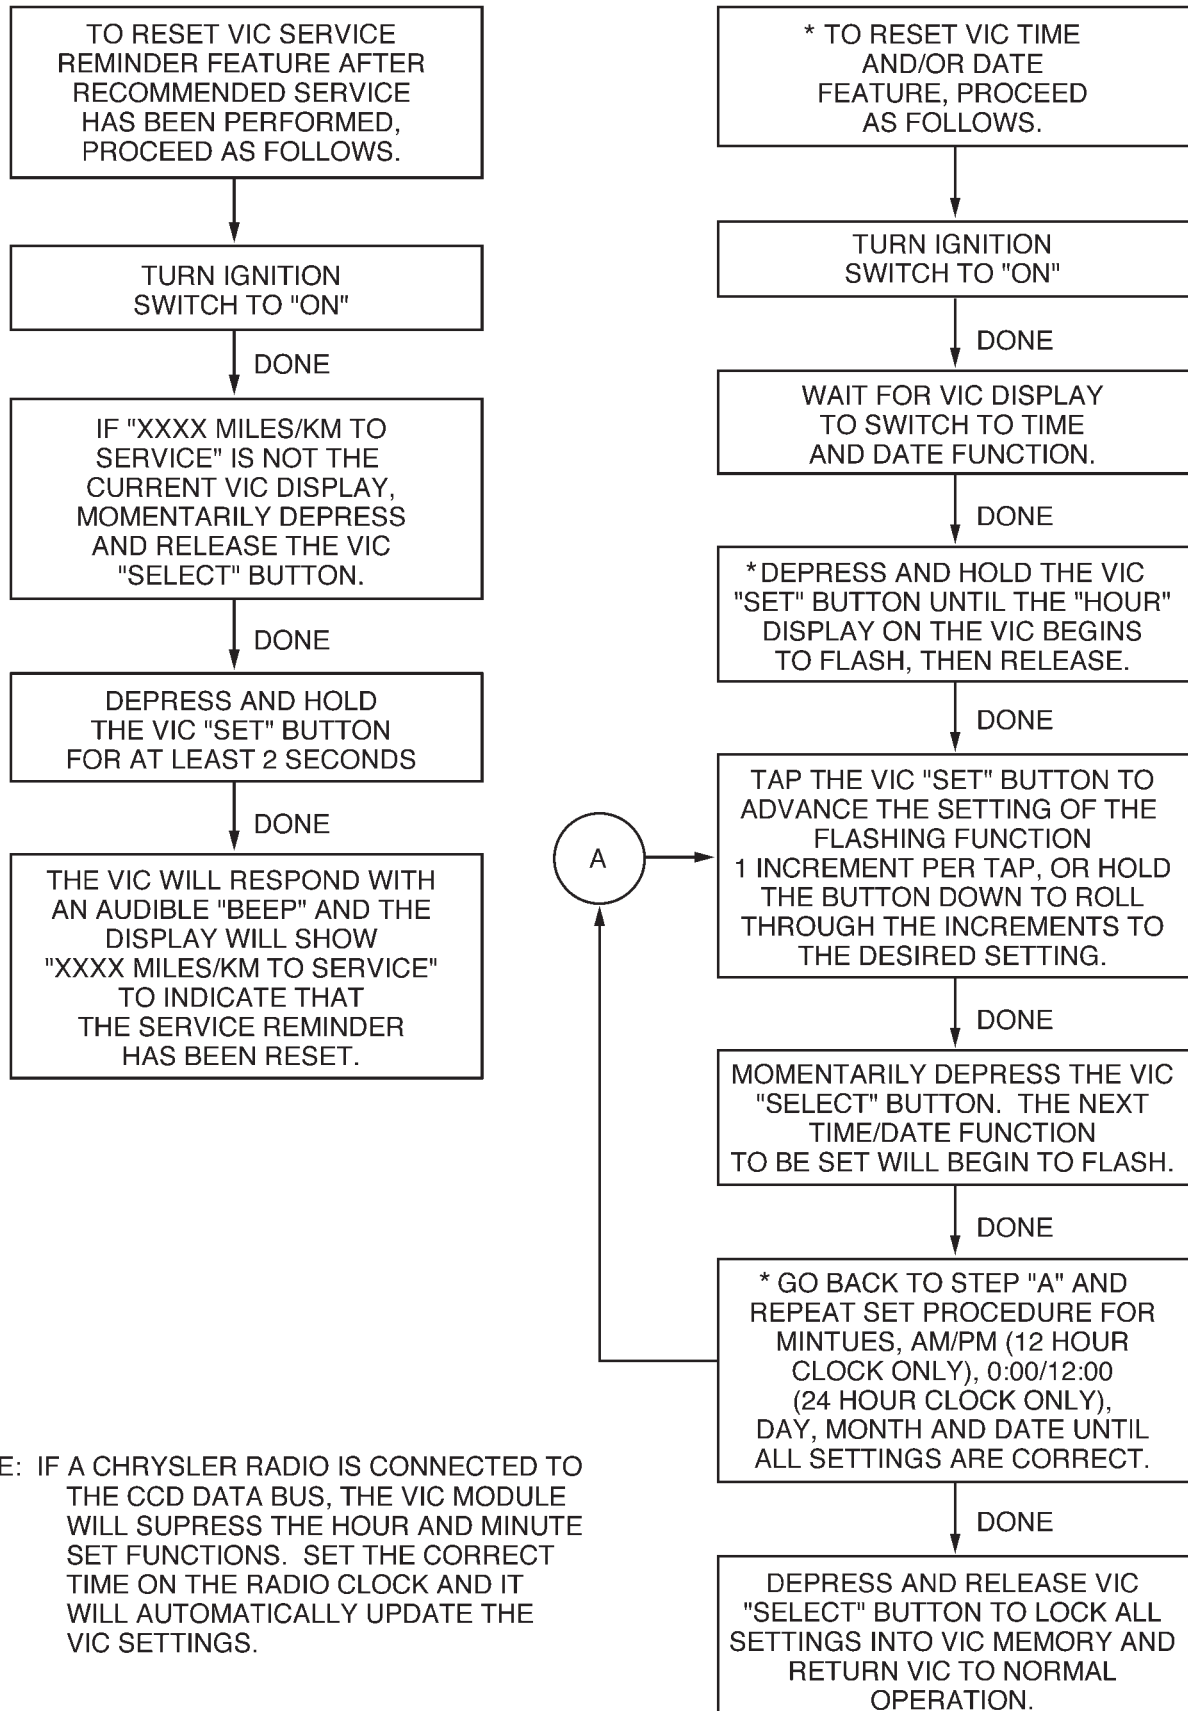 TO RESET VIC SERVICE
REMINDER FEATURE AFTER
RECOMMENDED SERVICE
HAS BEEN PERFORMED,
PROCEED AS FOLLOWS.
TURN IGNITION
SWITCH TO "ON"
DONE
IF "XXXX MILES/KM TO
SERVICE" IS NOT THE
CURRENT VIC DISPLAY,
MOMENTARILY DEPRESS
AND RELEASE THE VIC
"SELECT" BUTTON.
DONE
DEPRESS AND HOLD
THE VIC "SET" BUTTON
FOR AT LEAST 2 SECONDS
DONE
THE VIC WILL RESPOND WITH
AN AUDIBLE "BEEP" AND THE
DISPLAY WILL SHOW
"XXXX MILES/KM TO SERVICE"
TO INDICATE THAT
THE SERVICE REMINDER
HAS BEEN RESET.
* TO RESET VIC TIME
AND/OR DATE
FEATURE, PROCEED
AS FOLLOWS.
TURN IGNITION
SWITCH TO "ON"
DONE
WAIT FOR VIC DISPLAY
TO SWITCH TO TIME
AND DATE FUNCTION.
DONE
*DEPRESS AND HOLD THE VIC
"SET" BUTTON UNTIL THE "HOUR"
DISPLAY ON THE VIC BEGINS
TO FLASH, THEN RELEASE.
DONE
A
TAP THE VIC "SET" BUTTON TO
ADVANCE THE SETTING OF THE
FLASHING FUNCTION
1 INCREMENT PER TAP, OR HOLD
THE BUTTON DOWN TO ROLL
THROUGH THE INCREMENTS TO
THE DESIRED SETTING.
DONE
MOMENTARILY DEPRESS THE VIC
"SELECT" BUTTON. THE NEXT
TIME/DATE FUNCTION
TO BE SET WILL BEGIN TO FLASH.
DONE
* GO BACK TO STEP "A" AND
REPEAT SET PROCEDURE FOR
MINTUES, AM/PM (12 HOUR
CLOCK ONLY), 0:00/12:00
(24 HOUR CLOCK ONLY),
DAY, MONTH AND DATE UNTIL
ALL SETTINGS ARE CORRECT.
DONE
DEPRESS AND RELEASE VIC
"SELECT" BUTTON TO LOCK ALL
SETTINGS INTO VIC MEMORY AND
RETURN VIC TO NORMAL
OPERATION.
E: IF A CHRYSLER RADIO IS CONNECTED TO
THE CCD DATA BUS, THE VIC MODULE
WILL SUPRESS THE HOUR AND MINUTE
SET FUNCTIONS. SET THE CORRECT
TIME ON THE RADIO CLOCK AND IT
WILL AUTOMATICALLY UPDATE THE
VIC SETTINGS.